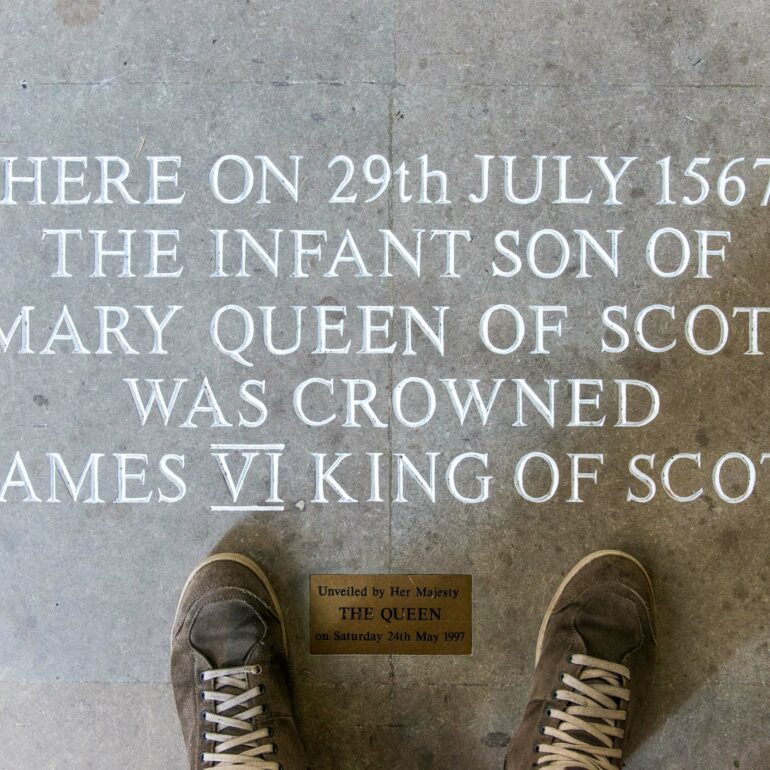 HERE ON 29th JULY 1567
THE INFANT SON OF
MARY QUEEN OF SCOT
WAS CROWNED
AMES VI KING OF SCOT
Unveiled by Her Majesty
THE QUEEN
on Saturday 24th May 1997